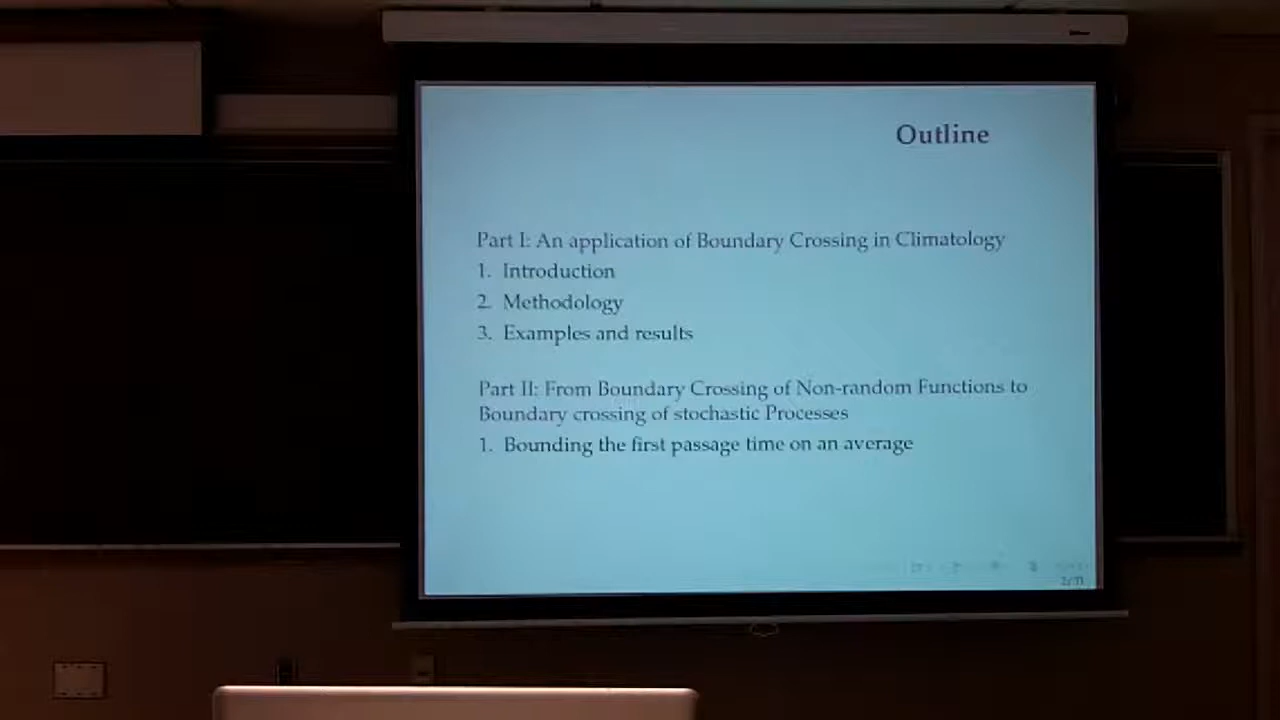 Outline
Part I: An application of Boundary Crossing in Climatology
1. Introduction
2. Methodology
3. Examples and results
Part II: From Boundary Crossing of Non-random Functions to
Boundary crossing of stochastic Processes
1. Bounding the first passage time on an average